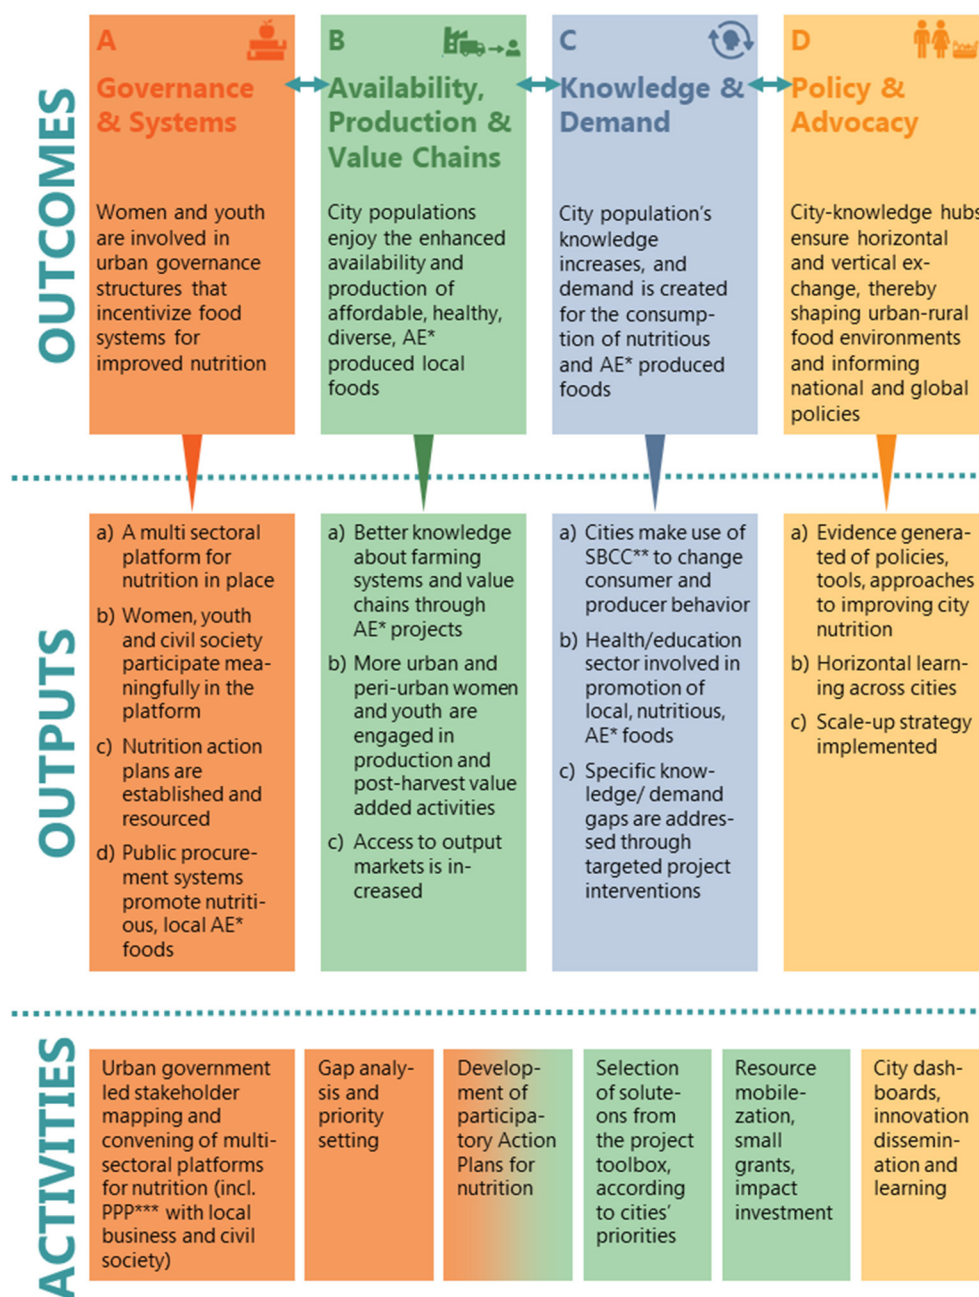 OUTCOMES
A
Governance
& Systems
Women and youth
are involved in
urban governance
structures that
incentivize food
systems for
improved nutrition
B
Availability,
Production &
Value Chains
City populations
enjoy the enhanced
availability and
production of
affordable, healthy,
diverse, AE*
produced local
foods
C
Knowledge &
Demand
City population’s
knowledge
increases, and
demand is created
for the consump-
tion of nutritious
and AE* produced
foods
D
Policy &
Advocacy
City-knowledge hubs
ensure horizontal
and vertical ex-
change, thereby
shaping urban-rural
food environments
and informing
national and global
policies
OUTPUTS
a) A multi sectoral
platform for
nutrition in place
b) Women, youth
and civil society
participate mea-
ningfully in the
platform
c) Nutrition action
plans are
established and
resourced
d) Public procure-
ment systems
promote nutriti-
ous, local AE*
foods
a) Better knowledge
about farming
systems and value
chains through
AE* projects
b) More urban and
peri-urban women
and youth are
engaged in
production and
post-harvest value
added activities
c) Access to output
markets is in-
creased
a) Cities make use of
SBCC** to change
consumer and
producer behavior
b) Health/education
sector involved in
promotion of
local, nutritious,
AE* foods
c) Specific know-
ledge/ demand
gaps are addres-
sed through
targeted project
interventions
a) Evidence genera-
ted of policies,
tools, approaches
to improving city
nutrition
b) Horizontal learn-
ing across cities
c) Scale-up strategy
implemented
ACTIVITIES
Urban government
led stakeholder
mapping and
convening of multi-
sectoral platforms
for nutrition (incl.
PPP*** with local
business and civil
society)
Gap analy-
sis and
priority
setting
Develop-
ment of
participa-
tory Action
Plans for
nutrition
Selection
of solute-
ons from
the project
toolbox,
according
to cities’
priorities
Resource
mobile-
zation,
small
grants,
impact
investment
City dash-
boards,
innovation
dissemin-
ation and
learning